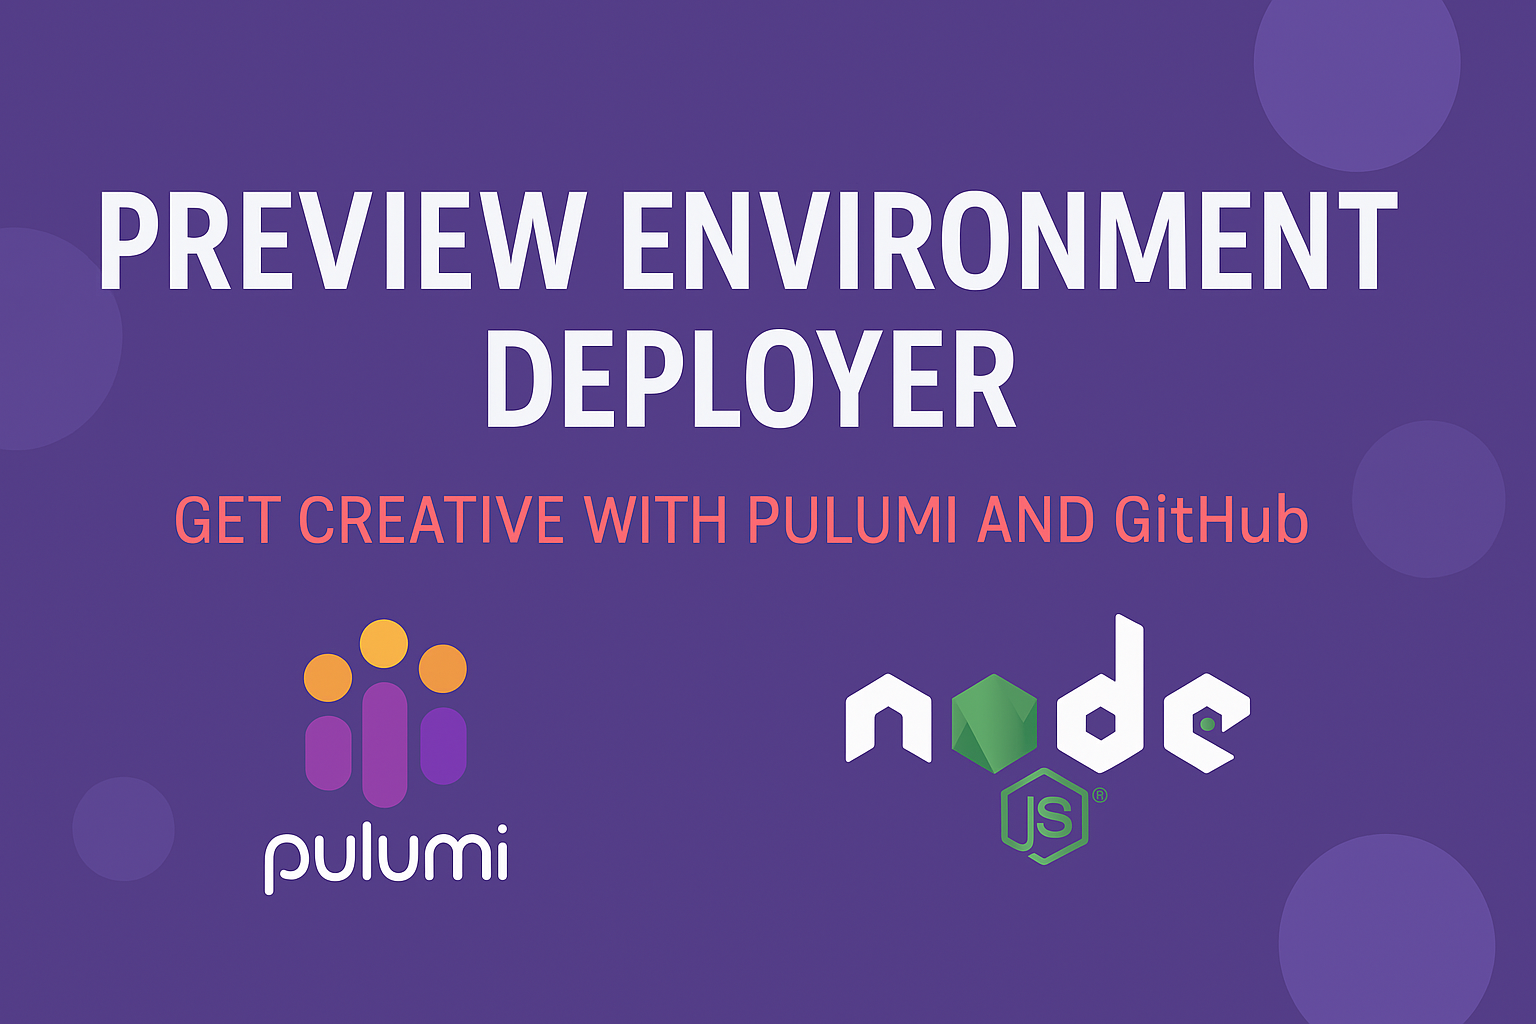 PREVIEW ENVIRONMENT
DEPLOYER
GET CREATIVE WITH PULUMI AND GitHub
pulumi
node
JS®